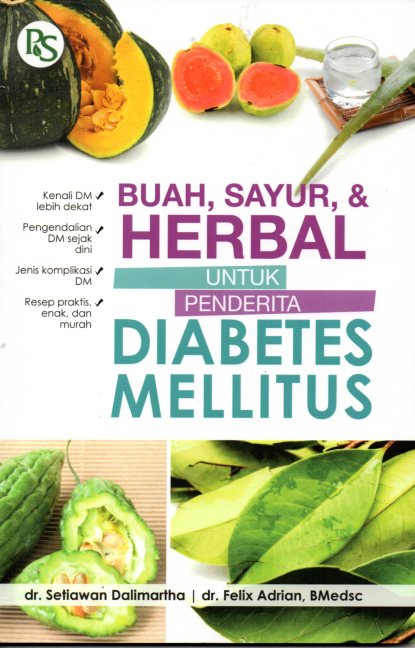 PS
Kenali DM
lebih dekat
Pengendalian
DM sejak
dini
Jenis komplikasi
DM
Resep praktis,
enak, dan
murah
BUAH, SAYUR, &
HERBAL
UNTUK
PENDERITA
DIABETES
MELLITUS
dr. Setiawan Dalimartha | dr. Felix Adrian, BMedsc